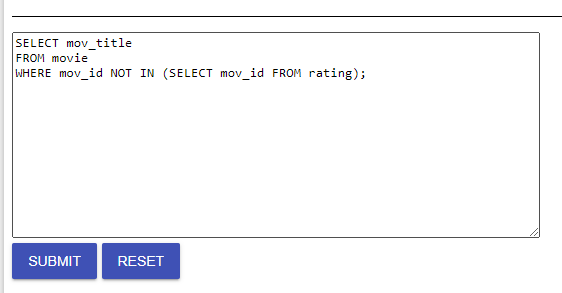 SELECT mov_title
FROM movie
WHERE mov_id NOT IN (SELECT mov_id FROM rating);
SUBMIT RESET